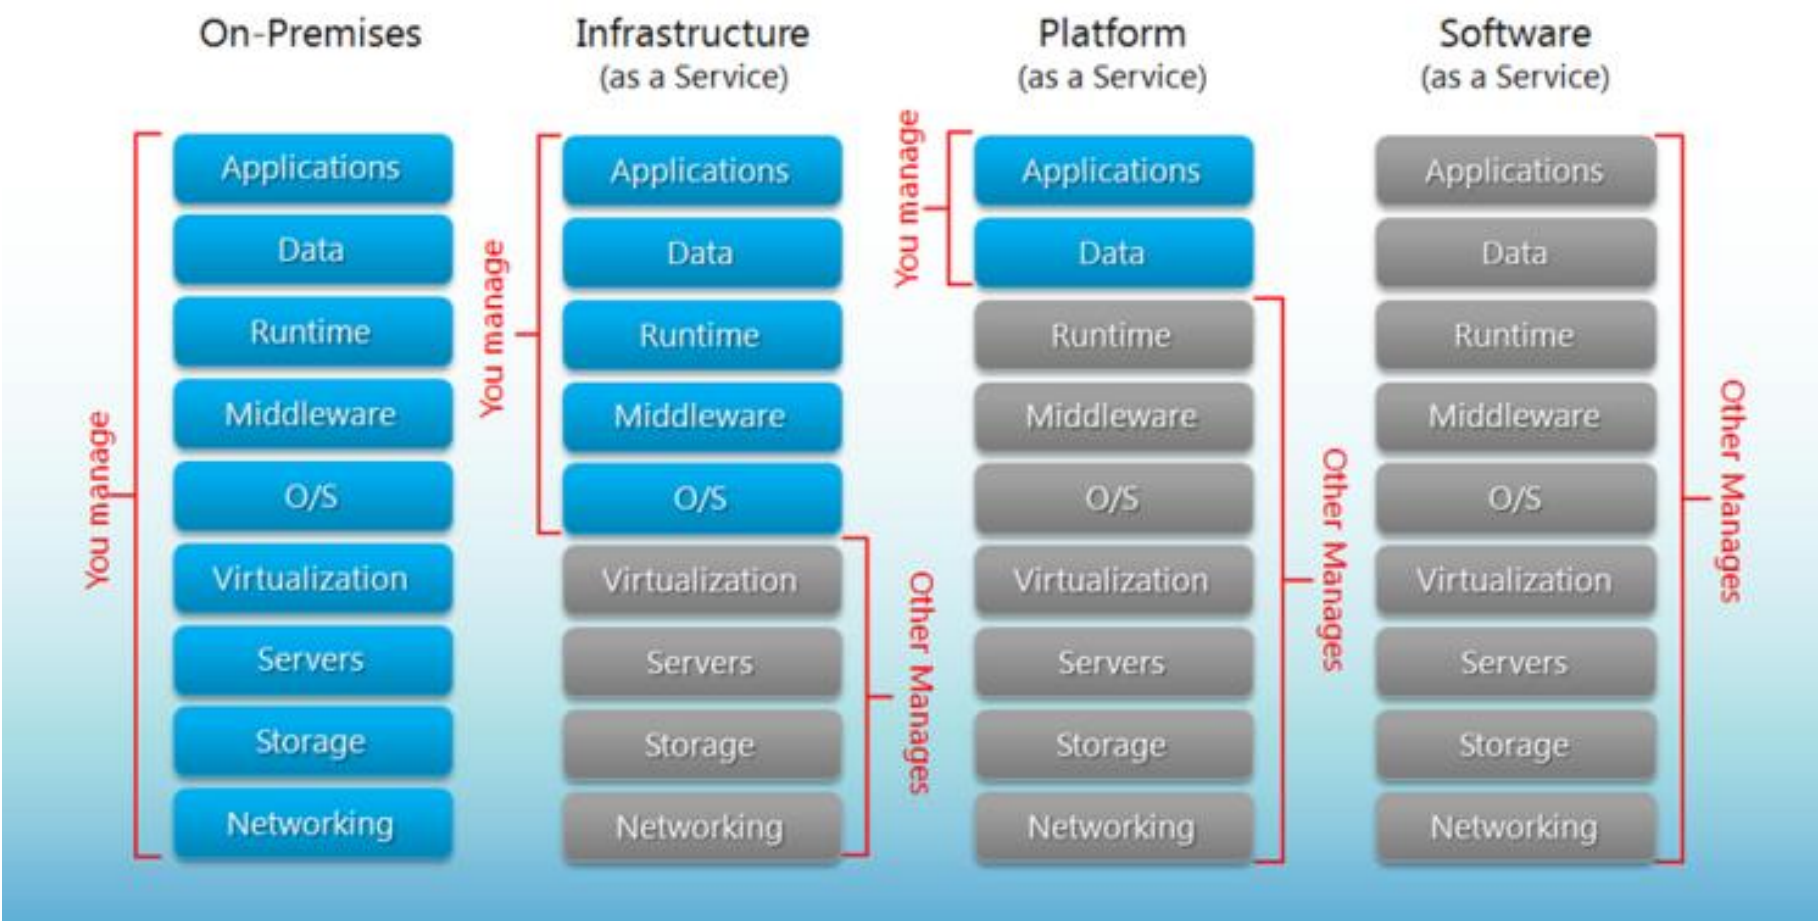 On-Premises
You manage
Applications
Data
Runtime
Middleware
O/S
Virtualization
Servers
Storage
Networking
Infrastructure
(as a Service)
You manage
Applications
Data
Runtime
Middleware
O/S
Virtualization
Servers
Storage
Networking
Other Manages
Platform
(as a Service)
You manage
Applications
Data
Runtime
Middleware
O/S
Virtualization
Servers
Storage
Networking
Other Manages
Software
(as a Service)
Applications
Data
Runtime
Middleware
O/S
Virtualization
Servers
Storage
Networking
Other Manages